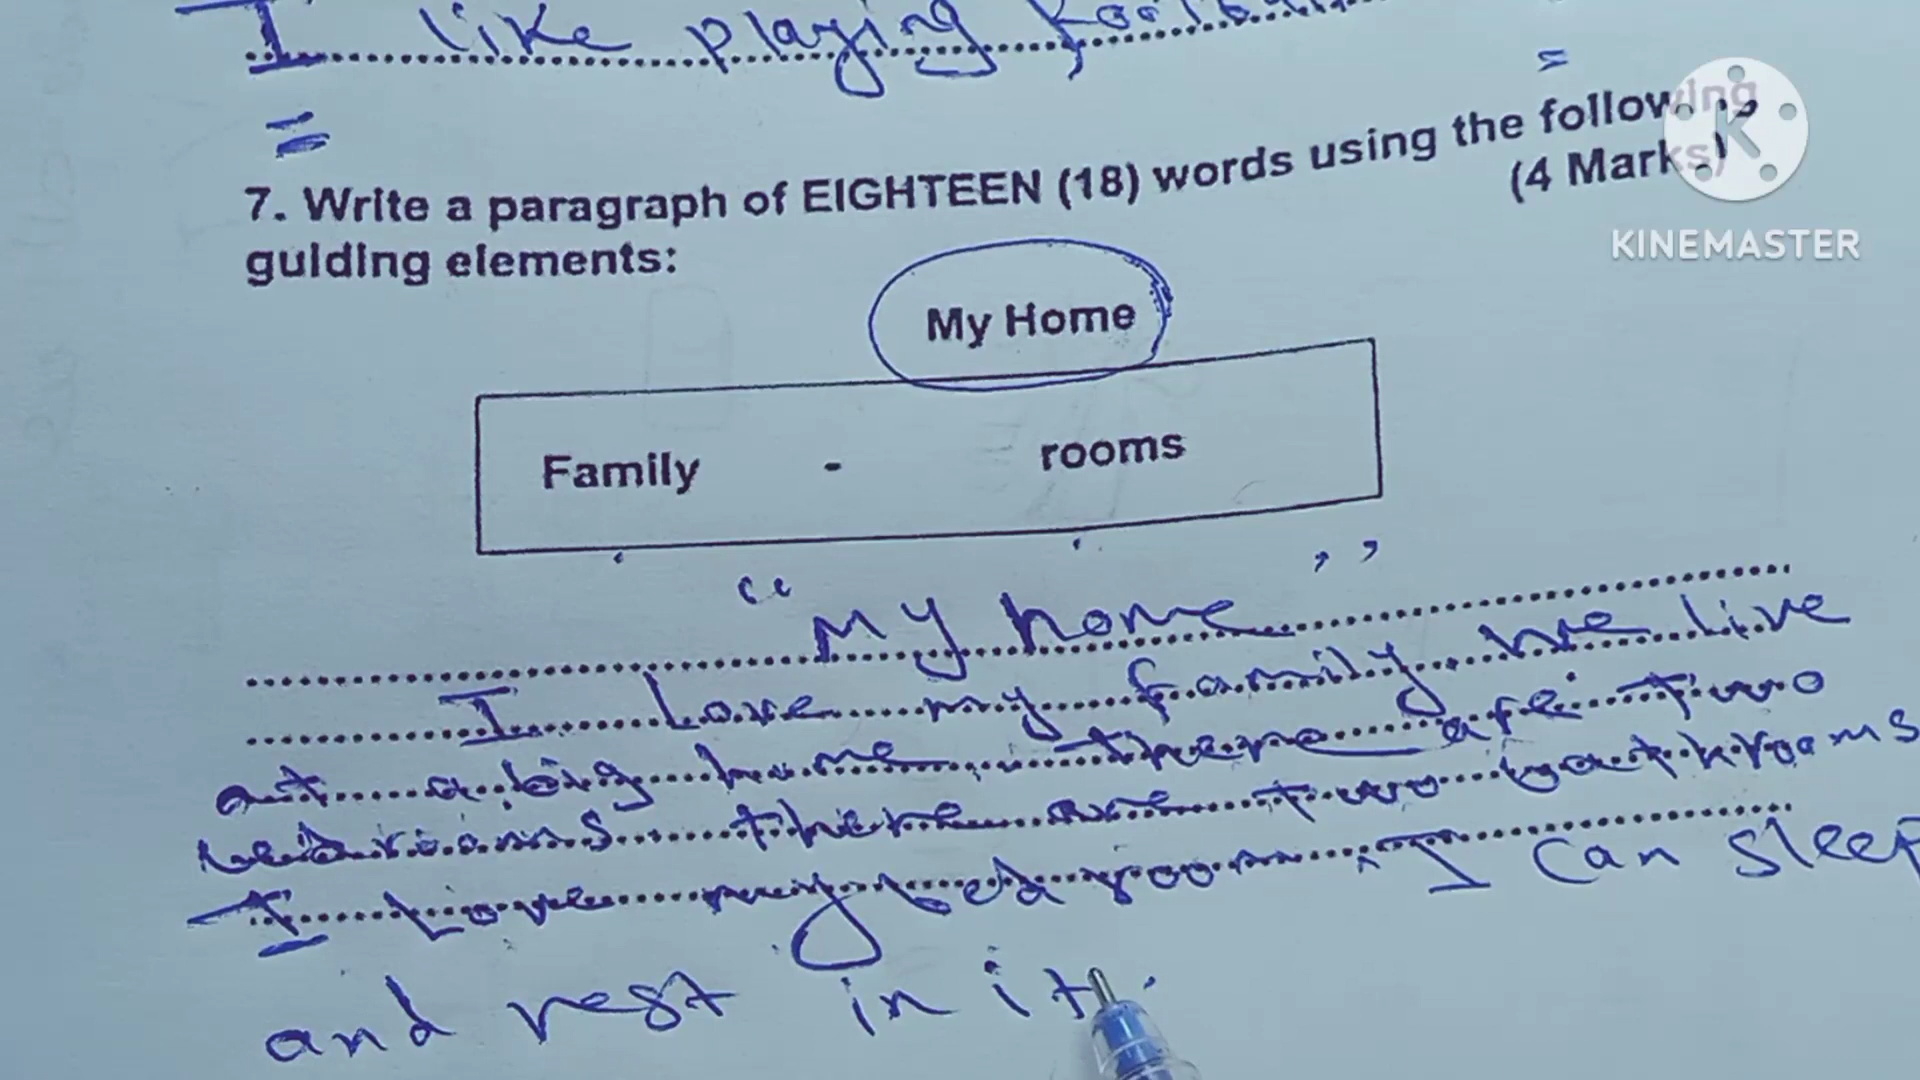 I like playing football
7. Write a paragraph of EIGHTEEN (18) words using the following
(4 Marks)
guiding elements:
KINEMASTER
My Home
Family - rooms
“My home”
I Love my family. We live
at a big home. There are two
bedrooms. There are two bathrooms
I Love my bedroom. I can sleep
and rest in it.